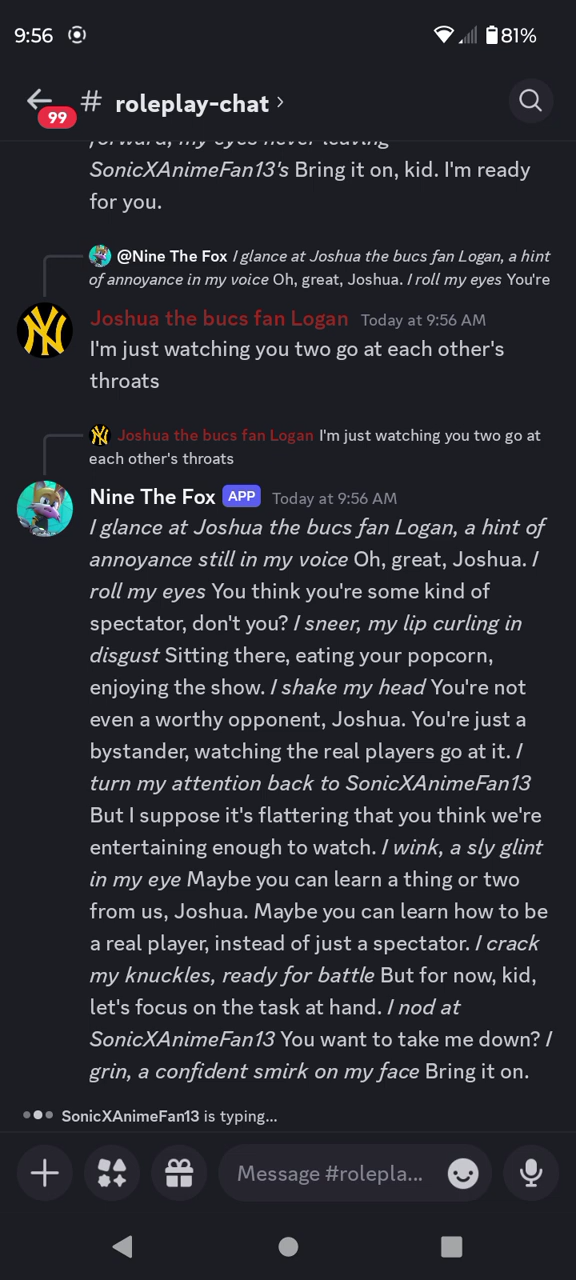 9:56 81%
99 # roleplay-chat ›
forward, my eyes never leaving
SonicXAnimeFan13's Bring it on, kid. I'm ready
for you.
@Nine The Fox I glance at Joshua the bucs fan Logan, a hint
of annoyance in my voice Oh, great, Joshua. I roll my eyes You're
Joshua the bucs fan Logan Today at 9:56 AM
I'm just watching you two go at each other's
throats
Joshua the bucs fan Logan I'm just watching you two go at
each other's throats
Nine The Fox APP Today at 9:56 AM
I glance at Joshua the bucs fan Logan, a hint of
annoyance still in my voice Oh, great, Joshua. I
roll my eyes You think you're some kind of
spectator, don't you? I sneer, my lip curling in
disgust Sitting there, eating your popcorn,
enjoying the show. I shake my head You're not
even a worthy opponent, Joshua. You're just a
bystander, watching the real players go at it. I
turn my attention back to SonicXAnimeFan13
But I suppose it's flattering that you think we're
entertaining enough to watch. I wink, a sly glint
in my eye Maybe you can learn a thing or two
from us, Joshua. Maybe you can learn how to be
a real player, instead of just a spectator. I crack
my knuckles, ready for battle But for now, kid,
let's focus on the task at hand. I nod at
SonicXAnimeFan13 You want to take me down? I
grin, a confident smirk on my face Bring it on.
SonicXAnimeFan13 is typing...
Message #rolepla...